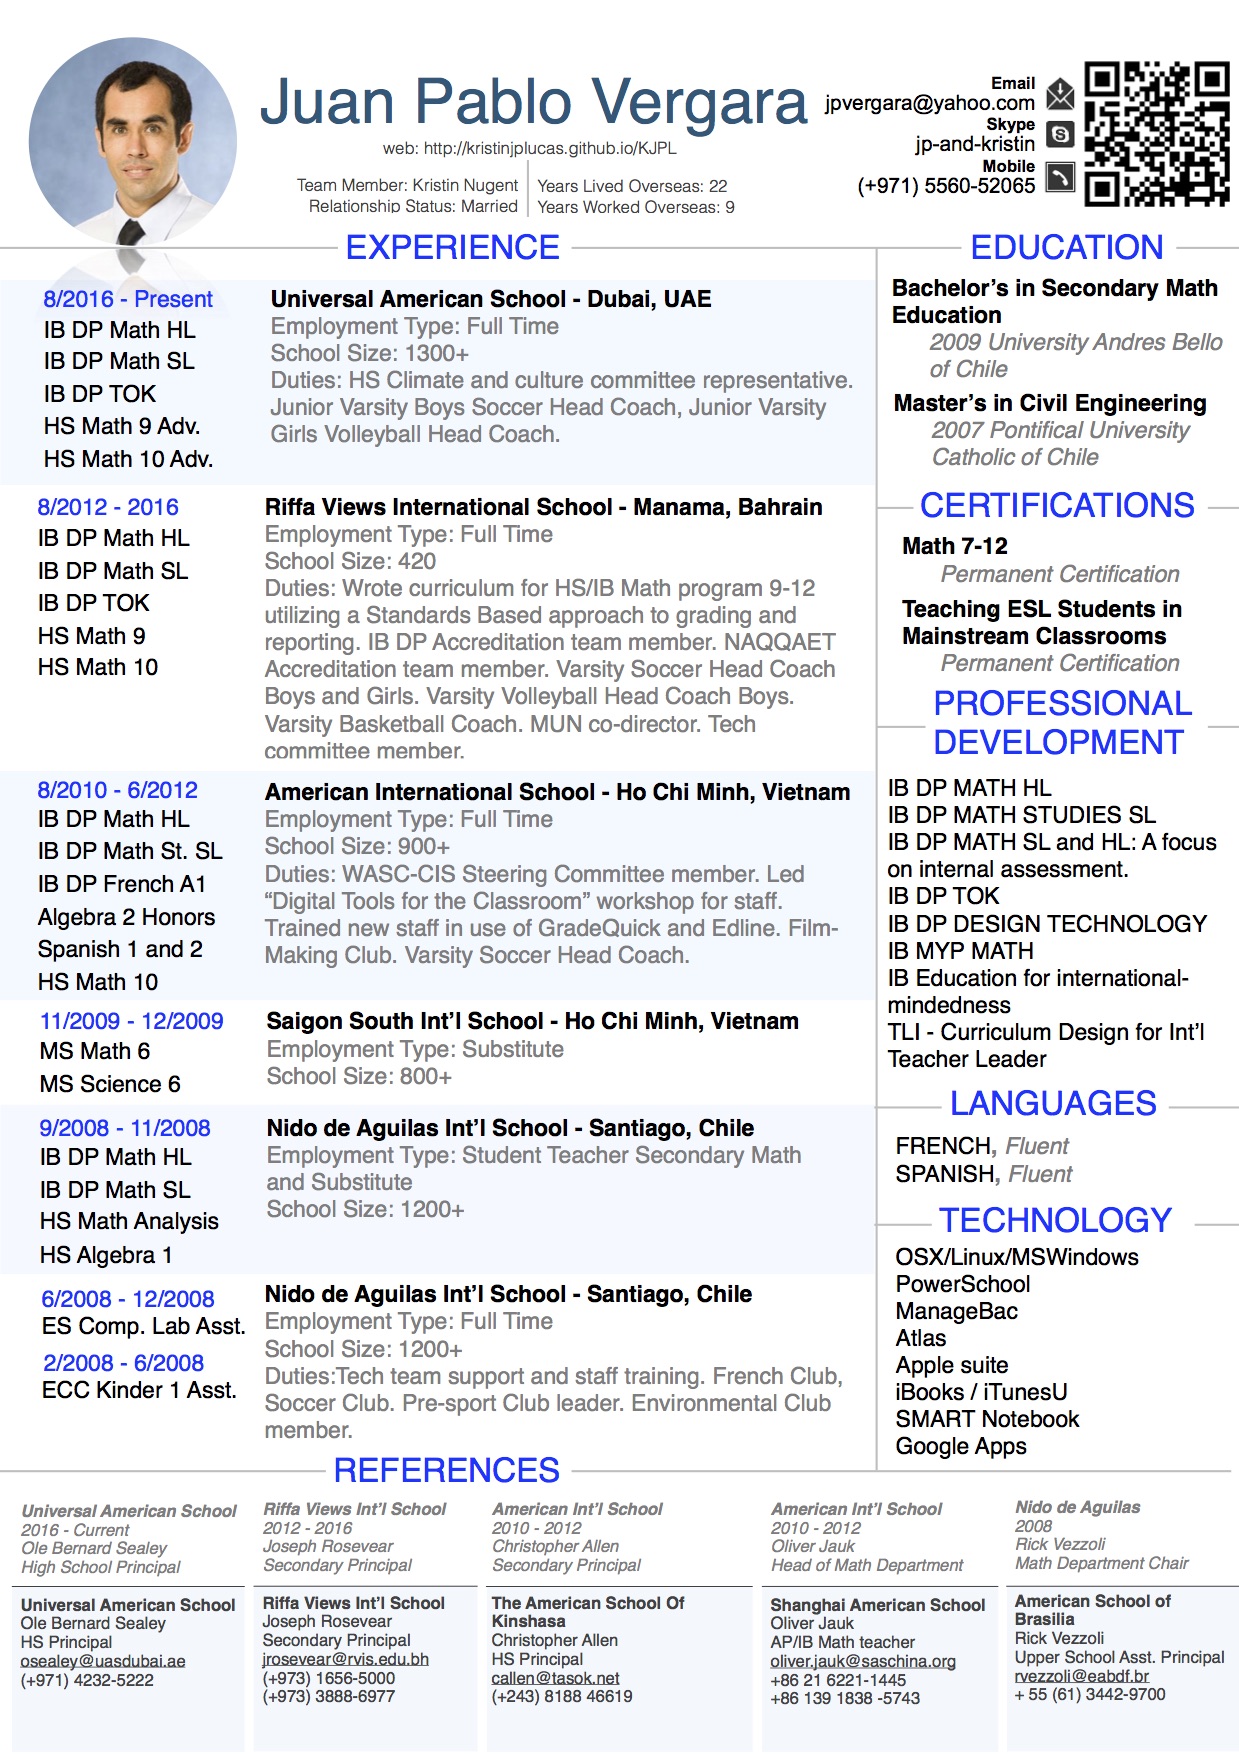 Juan Pablo Vergara
web: http://kristinjplucas.github.io/KJPL
Team Member: Kristin Nugent
Relationship Status: Married
Years Lived Overseas: 22
Years Worked Overseas: 9
Email
jpvergara@yahoo.com
Skype
jp-and-kristin
Mobile
(+971) 5560-52065
EXPERIENCE
8/2016 - Present
IB DP Math HL
IB DP Math SL
IB DP TOK
HS Math 9 Adv.
HS Math 10 Adv.
Universal American School - Dubai, UAE
Employment Type: Full Time
School Size: 1300+
Duties: HS Climate and culture committee representative.
Junior Varsity Boys Soccer Head Coach, Junior Varsity
Girls Volleyball Head Coach.
8/2012 - 2016
IB DP Math HL
IB DP Math SL
IB DP TOK
HS Math 9
HS Math 10
Riffa Views International School - Manama, Bahrain
Employment Type: Full Time
School Size: 420
Duties: Wrote curriculum for HS/IB Math program 9-12
utilizing a Standards Based approach to grading and
reporting. IB DP Accreditation team member. NAQQAET
Accreditation team member. Varsity Soccer Head Coach
Boys and Girls. Varsity Volleyball Head Coach Boys.
Varsity Basketball Coach. MUN co-director. Tech
committee member.
8/2010 - 6/2012
IB DP Math HL
IB DP Math St. SL
IB DP French A1
Algebra 2 Honors
Spanish 1 and 2
HS Math 10
American International School - Ho Chi Minh, Vietnam
Employment Type: Full Time
School Size: 900+
Duties: WASC-CIS Steering Committee member. Led
“Digital Tools for the Classroom” workshop for staff.
Trained new staff in use of GradeQuick and Edline. Film-
Making Club. Varsity Soccer Head Coach.
11/2009 - 12/2009
MS Math 6
MS Science 6
Saigon South Int’l School - Ho Chi Minh, Vietnam
Employment Type: Substitute
School Size: 800+
9/2008 - 11/2008
IB DP Math HL
IB DP Math SL
HS Math Analysis
HS Algebra 1
Nido de Aguilas Int’l School - Santiago, Chile
Employment Type: Student Teacher Secondary Math
and Substitute
School Size: 1200+
6/2008 - 12/2008
ES Comp. Lab Asst.
2/2008 - 6/2008
ECC Kinder 1 Asst.
Nido de Aguilas Int’l School - Santiago, Chile
Employment Type: Full Time
School Size: 1200+
Duties:Tech team support and staff training. French Club,
Soccer Club. Pre-sport Club leader. Environmental Club
member.
EDUCATION
Bachelor’s in Secondary Math
Education
2009 University Andres Bello
of Chile
Master’s in Civil Engineering
2007 Pontifical University
Catholic of Chile
CERTIFICATIONS
Math 7-12
Permanent Certification
Teaching ESL Students in
Mainstream Classrooms
Permanent Certification
PROFESSIONAL
DEVELOPMENT
IB DP MATH HL
IB DP MATH STUDIES SL
IB DP MATH SL and HL: A focus
on internal assessment.
IB DP TOK
IB DP DESIGN TECHNOLOGY
IB MYP MATH
IB Education for international-
mindedness
TLI - Curriculum Design for Int’l
Teacher Leader
LANGUAGES
FRENCH, Fluent
SPANISH, Fluent
TECHNOLOGY
OSX/Linux/MSWindows
PowerSchool
ManageBac
Atlas
Apple suite
iBooks / iTunesU
SMART Notebook
Google Apps
REFERENCES
Universal American School
2016 - Current
Ole Bernard Sealey
High School Principal
Universal American School
Ole Bernard Sealey
HS Principal
osealey@uasdubai.ae
(+971) 4232-5222
Riffa Views Int’l School
2012 - 2016
Joseph Rosevear
Secondary Principal
Riffa Views Int’l School
Joseph Rosevear
Secondary Principal
jrosevear@rvis.edu.bh
(+973) 1656-5000
(+973) 3888-6977
American Int’l School
2010 - 2012
Christopher Allen
Secondary Principal
The American School Of
Kinshasa
Christopher Allen
HS Principal
callen@tasok.net
(+243) 8188 46619
American Int’l School
2010 - 2012
Oliver Jauk
Head of Math Department
Shanghai American School
Oliver Jauk
AP/IB Math teacher
oliver.jauk@saschina.org
+86 21 6221-1445
+86 139 1838 -5743
Nido de Aguilas
2008
Rick Vezzoli
Math Department Chair
American School of
Brasilia
Rick Vezzoli
Upper School Asst. Principal
rvezzoli@eabdf.br
+ 55 (61) 3442-9700